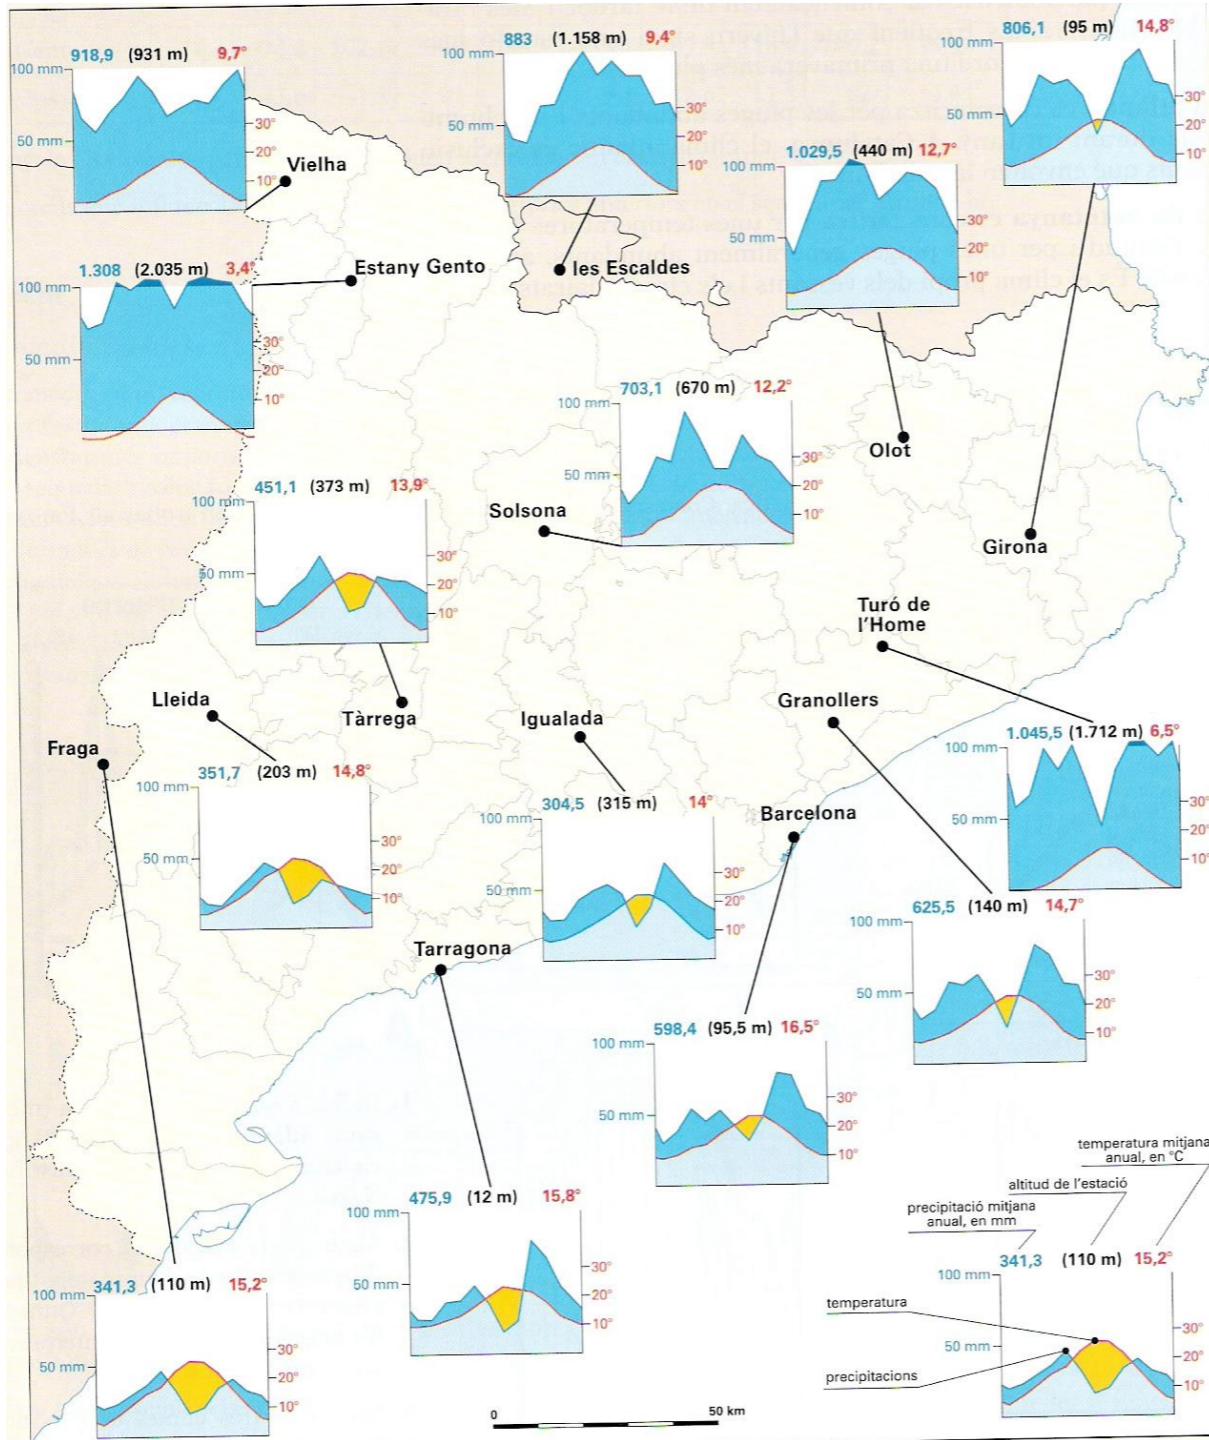 918,9 (931 m) 9,7°
100 mm
50 mm
30°
20°
10°
Vielha
883 (1.158 m) 9,4°
100 mm
50 mm
30°
20°
10°
les Escaldes
806,1 (95 m) 14,8°
100 mm
50 mm
30°
20°
10°
1.029,5 (440 m) 12,7°
100 mm
50 mm
30°
20°
10°
1.308 (2.035 m) 3,4°
100 mm
50 mm
30°
20°
10°
Estany Gento
703,1 (670 m) 12,2°
100 mm
50 mm
30°
20°
10°
Olot
Solsona
Girona
451,1 (373 m) 13,9°
100 mm
50 mm
30°
20°
10°
Turó de
l'Home
Lleida
Tàrrega
Igualada
Granollers
Fraga
1.045,5 (1.712 m) 6,5°
100 mm
50 mm
30°
20°
10°
351,7 (203 m) 14,8°
100 mm
50 mm
30°
20°
10°
304,5 (315 m) 14°
100 mm
50 mm
30°
20°
10°
Barcelona
625,5 (140 m) 14,7°
100 mm
50 mm
30°
20°
10°
Tarragona
598,4 (95,5 m) 16,5°
100 mm
50 mm
30°
20°
10°
475,9 (12 m) 15,8°
100 mm
50 mm
30°
20°
10°
341,3 (110 m) 15,2°
100 mm
50 mm
30°
20°
10°
temperatura mitjana
anual, en °C
altitud de l'estació
precipitació mitjana
anual, en mm
341,3 (110 m) 15,2°
100 mm
50 mm
30°
20°
10°
temperatura
precipitacions
0
50 km